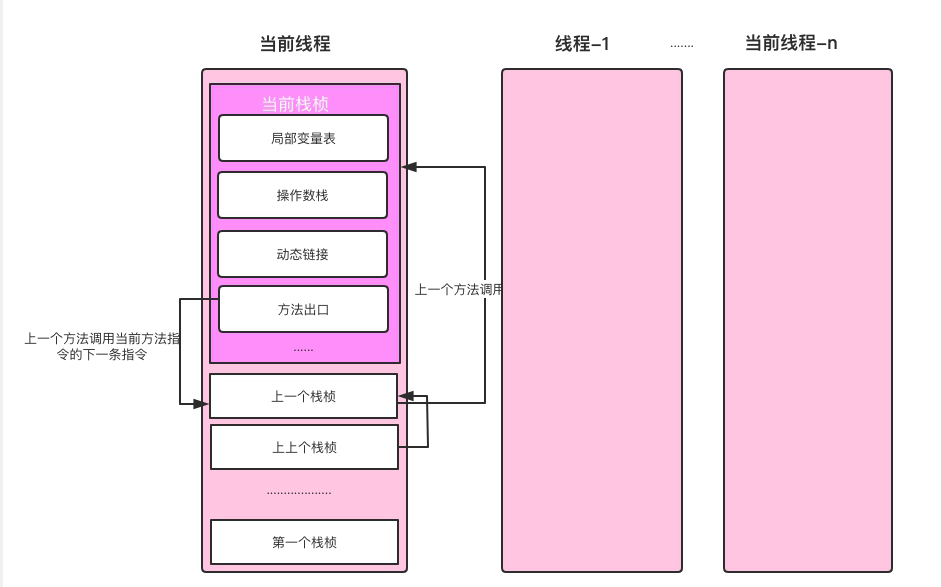 当前线程
线程-1
.......
当前线程-n
当前栈桢
局部变量表
操作数栈
动态链接
上一个方法调用
方法出口
上一个方法调用当前方法指
令的下一条指令
......
上一个栈桢
上上个栈桢
...................
第一个栈桢